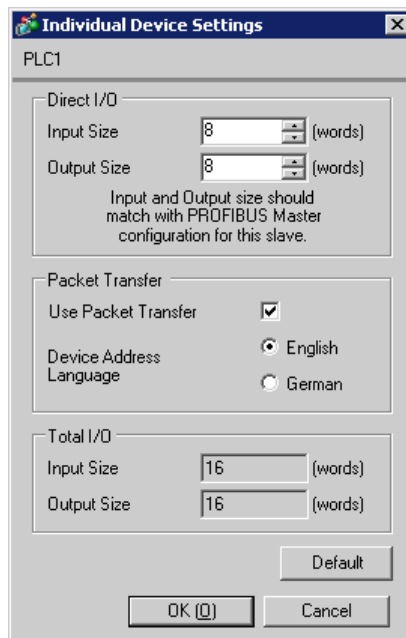 Individual Device Settings
PLC1
Direct I/O
Input Size 8 (words)
Output Size 8 (words)
Input and Output size should
match with PROFIBUS Master
configuration for this slave.
Packet Transfer
Use Packet Transfer
Device Address
Language
English
German
Total I/O
Input Size 16 (words)
Output Size 16 (words)
Default
OK (O) Cancel